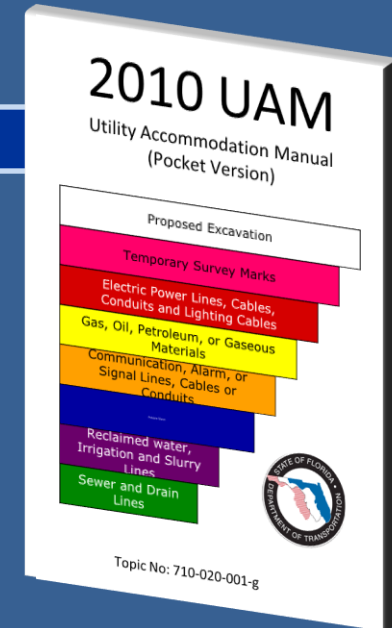 2010 UAM
Utility Accommodation Manual
(Pocket Version)
Proposed Excavation
Temporary Survey Marks
Electric Power Lines, Cables,
Conduits and Lighting Cables
Gas, Oil, Petroleum, or Gaseous
Materials
Communication, Alarm, or
Signal Lines, Cables or
Conduits
Reclaimed water,
Irrigation and Slurry
Lines
Sewer and Drain
Lines
STATE OF FLORIDA
DEPARTMENT OF TRANSPORTATION
Topic No: 710-020-001-g